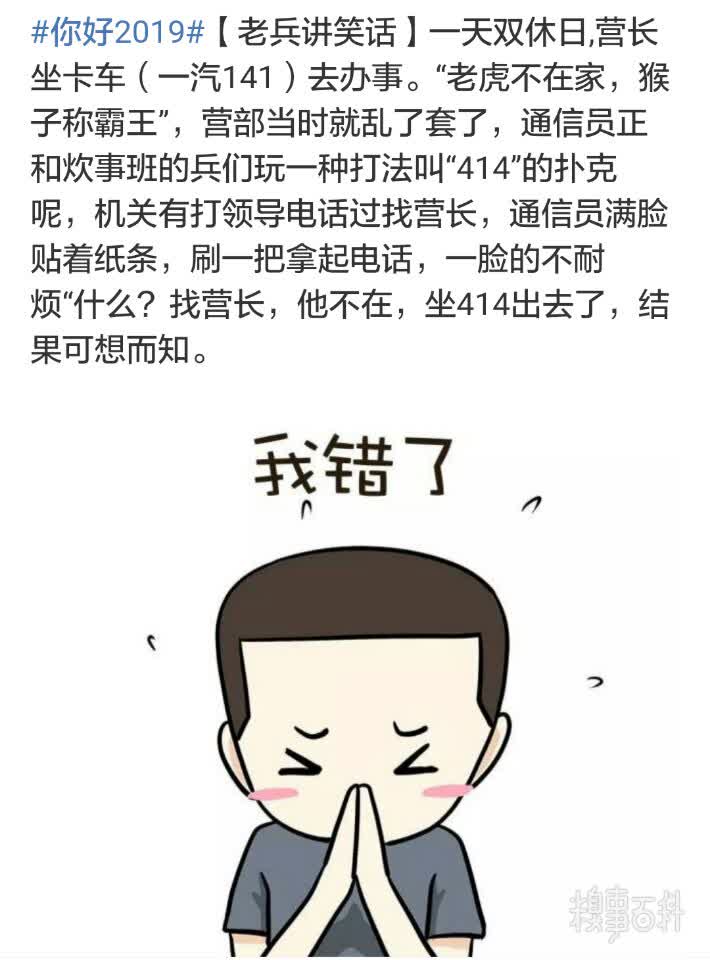 #你好2019#【老兵讲笑话】一天双休日,营长
坐卡车（一汽141）去办事。“老虎不在家，猴
子称霸王”，营部当时就乱了套了，通信员正
和炊事班的兵们玩一种打法叫“414”的扑克
呢，机关有打领导电话过找营长，通信员满脸
贴着纸条，刷一把拿起电话，一脸的不耐
烦“什么？找营长，他不在，坐414出去了，结
果可想而知。
我错了
糗事百科